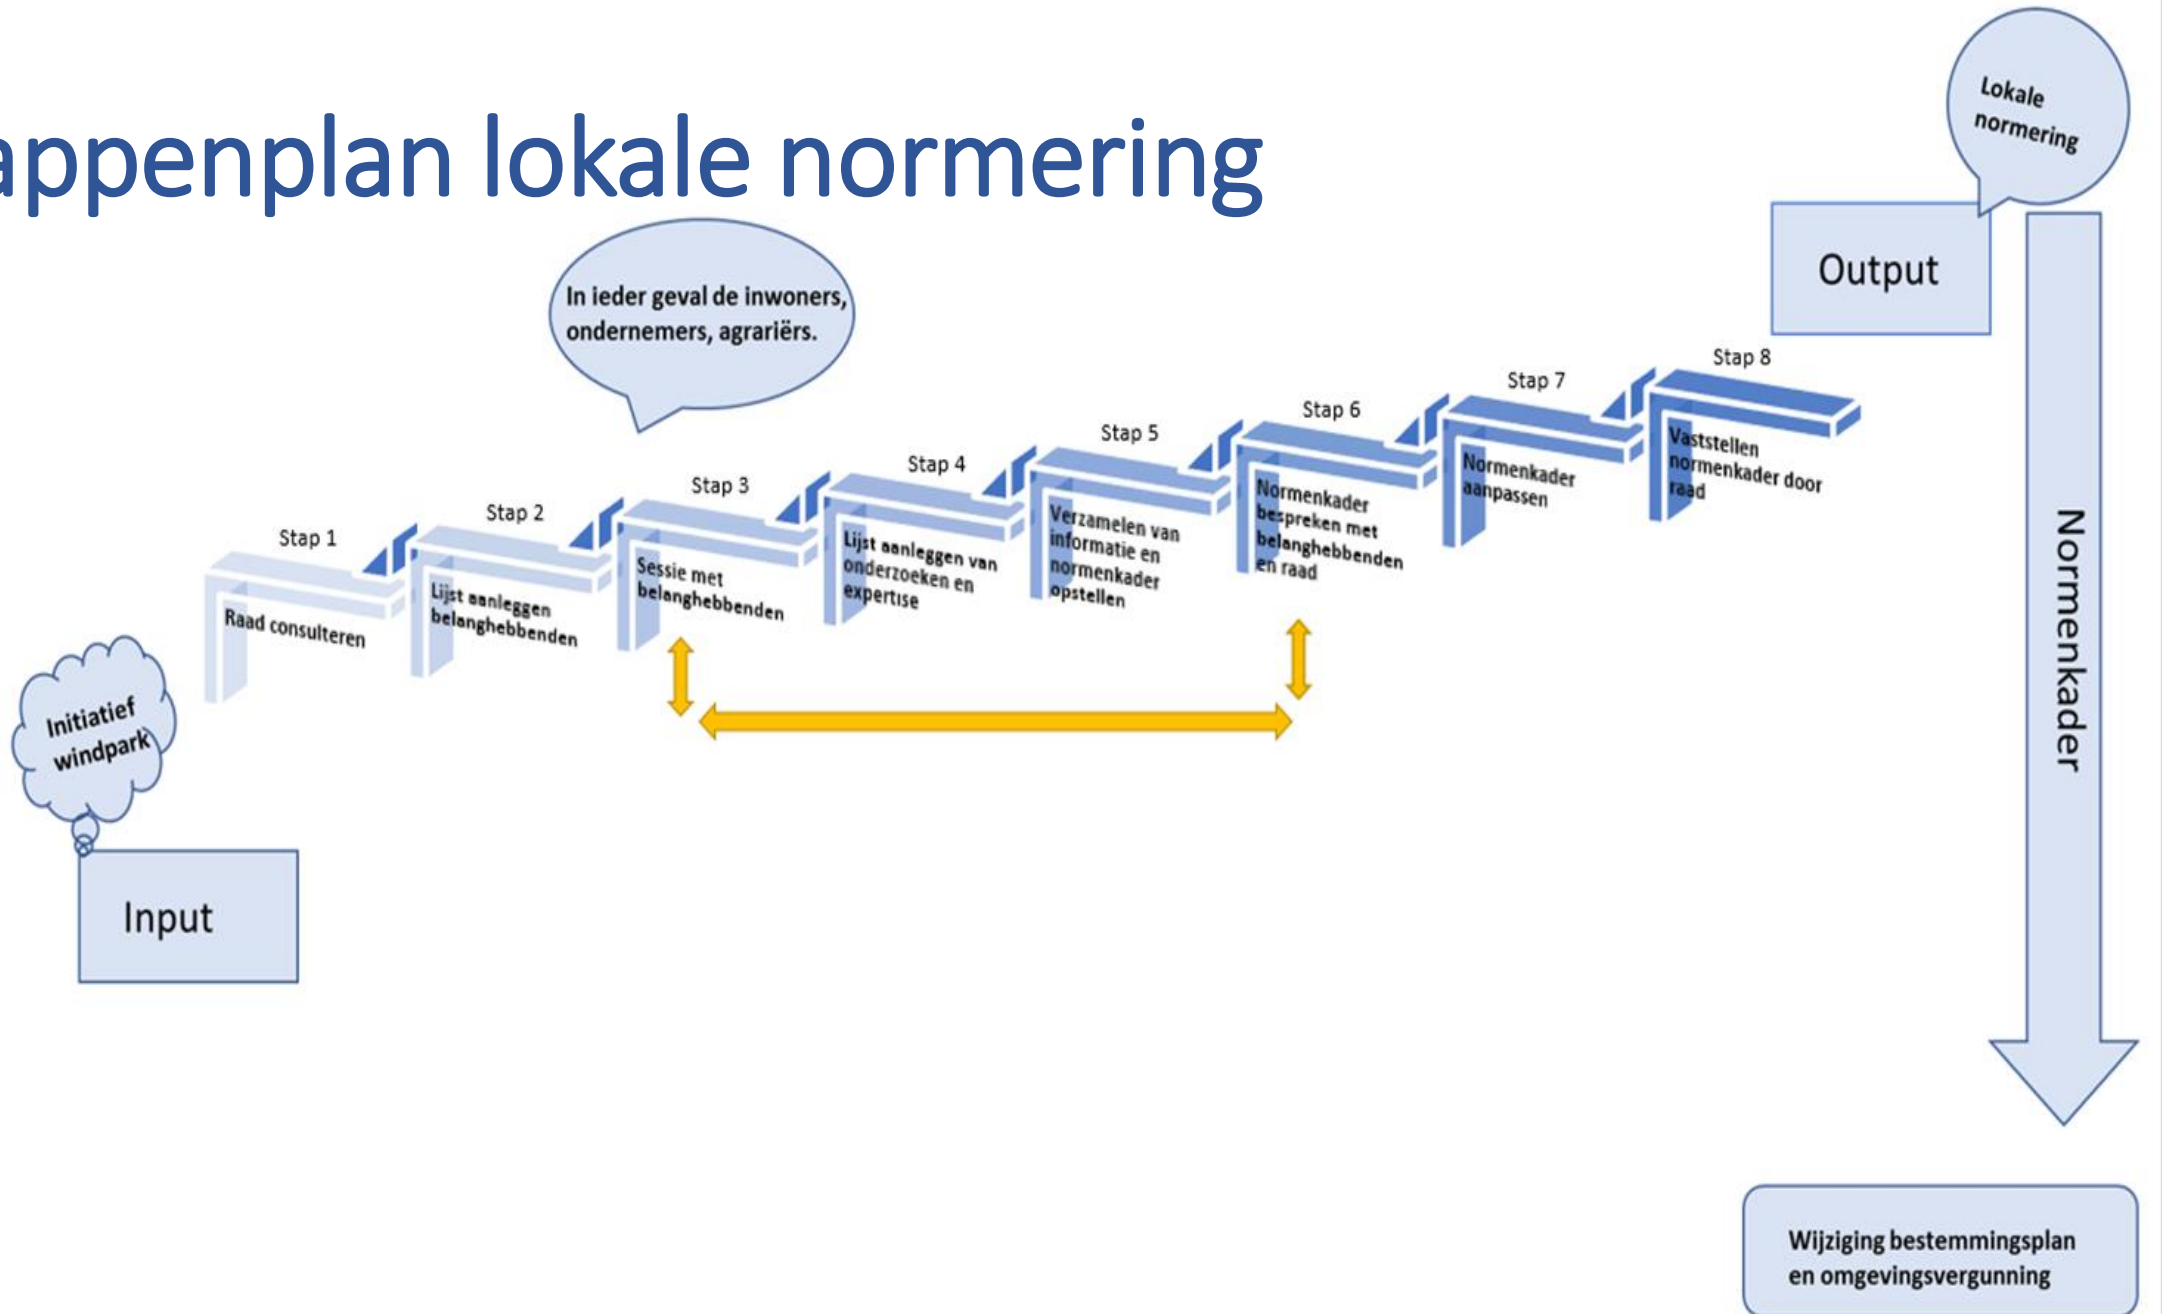 appenplan lokale normering
Lokale
normering
Output
In ieder geval de inwoners,
ondernemers, agrariërs.
Stap 1
Raad consulteren
Stap 2
Lijst aanleggen
belanghebbenden
Stap 3
Sessie met
belanghebbenden
Stap 4
Lijst aanleggen van
onderzoeken en
expertise
Stap 5
Verzamelen van
informatie en
normenkader
opstellen
Stap 6
Normenkader
bespreken met
belanghebbenden
en raad
Stap 7
Normenkader
aanpassen
Stap 8
Vaststellen
normenkader door
raad
Initiatief
windpark
Input
Normenkader
Wijziging bestemmingsplan
en omgevingsvergunning